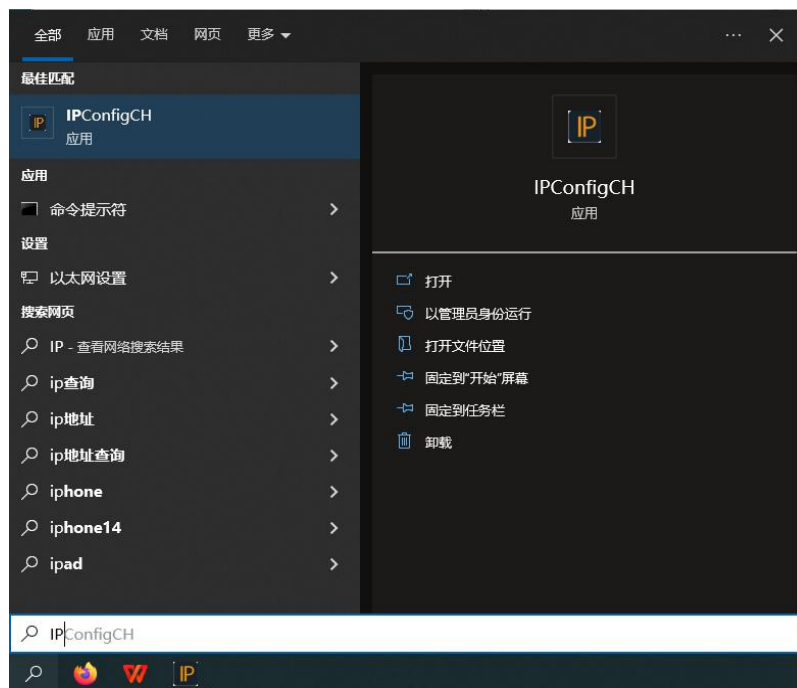 全部 应用 文档 网页 更多
最佳匹配
IP
IPConfigCH
应用
应用
命令提示符
设置
以太网设置
搜索网页
IP - 查看网络搜索结果
ip查询
ip地址
ip地址查询
iphone
iphone14
ipad
IP
IPConfigCH
应用
打开
以管理员身份运行
打开文件位置
固定到"开始"屏幕
固定到任务栏
卸载
IPConfigCH
W IP